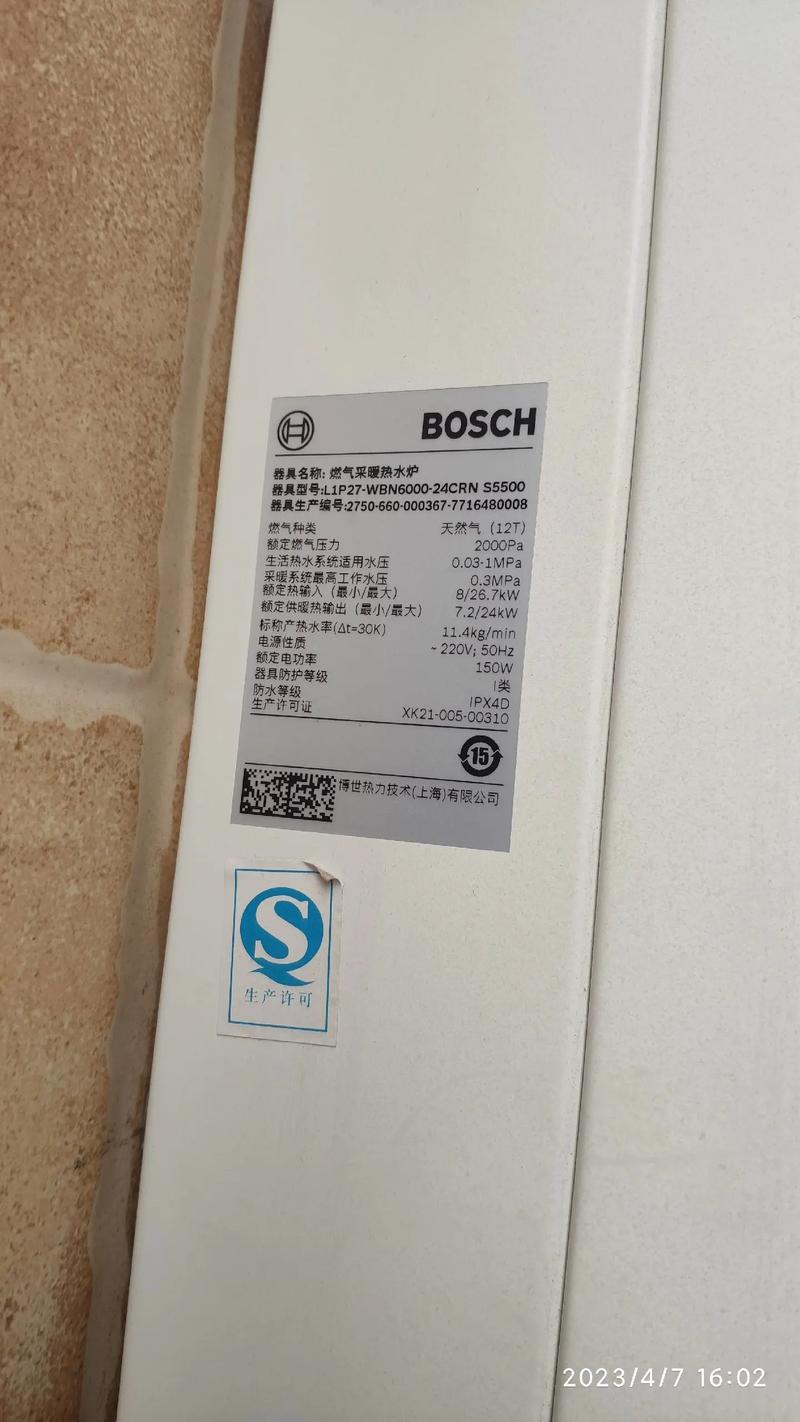 BOSCH
器具名称: 燃气采暖热水炉
器具型号:L1P27-WBN6000-24CRN S5500
器具生产编号:2750-660-000367-7716480008
燃气种类 天然气 (12T)
额定燃气压力 2000Pa
生活热水系统适用水压 0.03-1MPa
采暖系统最高工作水压 0.3MPa
额定热输入 (最小/最大) 8/26.7kW
额定供暖热输出 (最小/最大) 7.2/24kW
标称产热水率(Δt=30K) 11.4kg/min
电源性质 ~ 220V; 50Hz
额定电功率 150W
器具防护等级 I类
防水等级 IPX4D
生产许可证 XK21-005-00310
15
博世热力技术(上海)有限公司
生产许可
2023/4/7 16:02